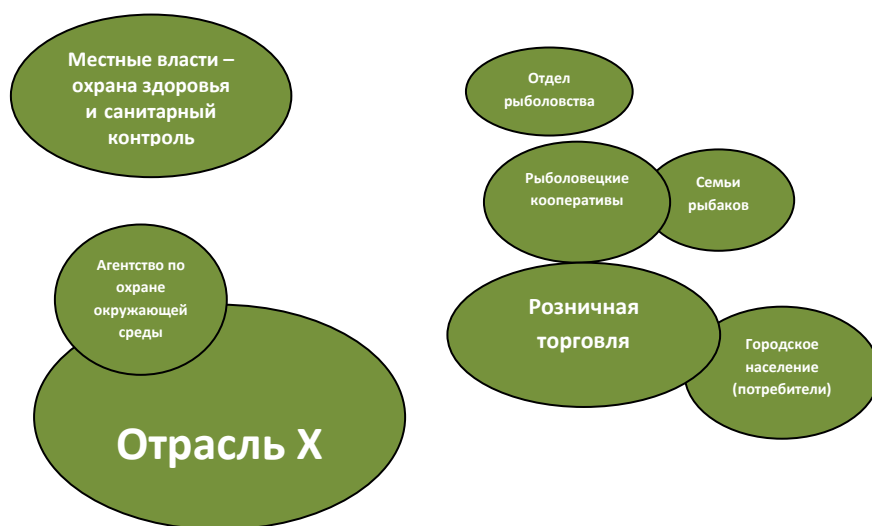 Местные власти –
охрана здоровья
и санитарный
контроль
Отдел
рыболовства
Рыболовецкие
кооперативы
Семьи
рыбаков
Агентство по
охране
окружающей
среды
Розничная
торговля
Городское
население
(потребители)
Отрасль X